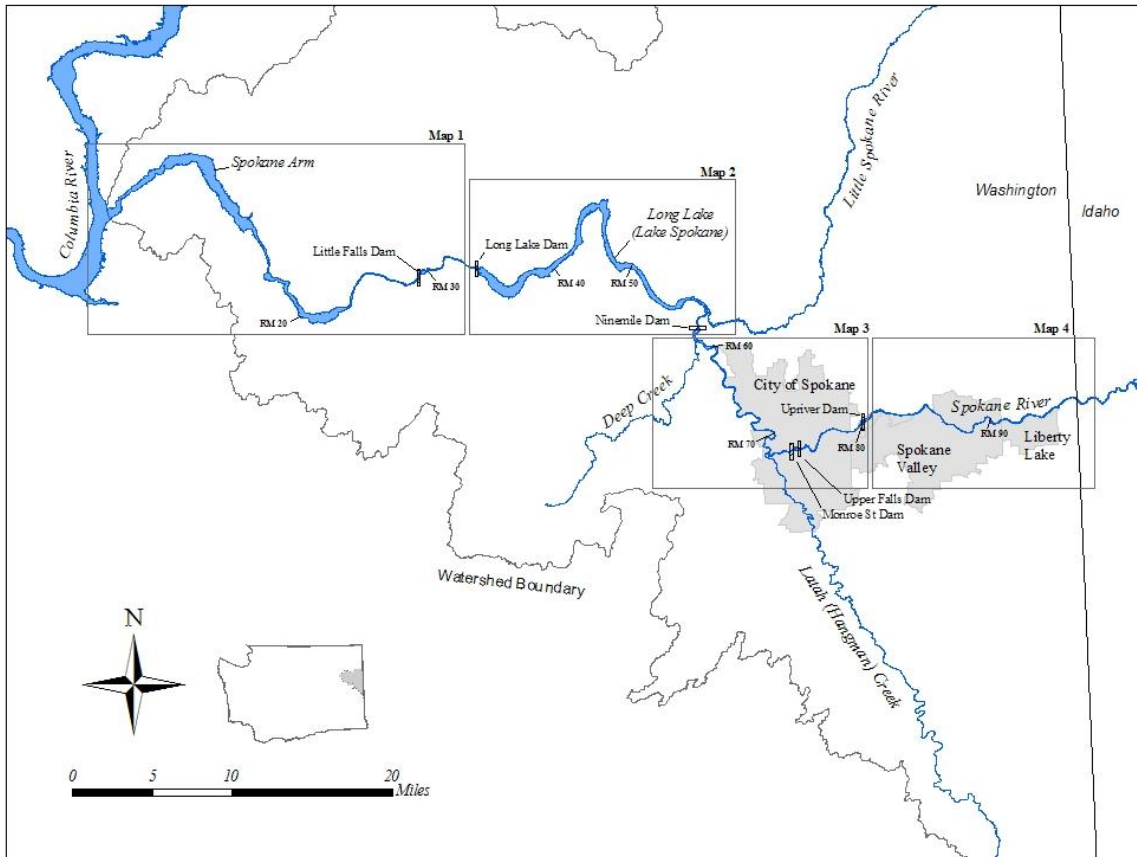 Map 1
Spokane Arm
Columbia River
Map 2
Long Lake
(Lake Spokane)
Little Spokane River
Washington
Idaho
Little Falls Dam
Long Lake Dam
RM 30
RM 40
RM 50
RM 20
Ninemile Dam
Map 3
Map 4
RM 60
City of Spokane
Deep Creek
Upriver Dam
Spokane River
RM 70
RM 80
RM 90
Spokane
Valley
Liberty
Lake
Upper Falls Dam
Monroe St Dam
Watershed Boundary
Latah (Hangman) Creek
N
0 5 10 20
Miles